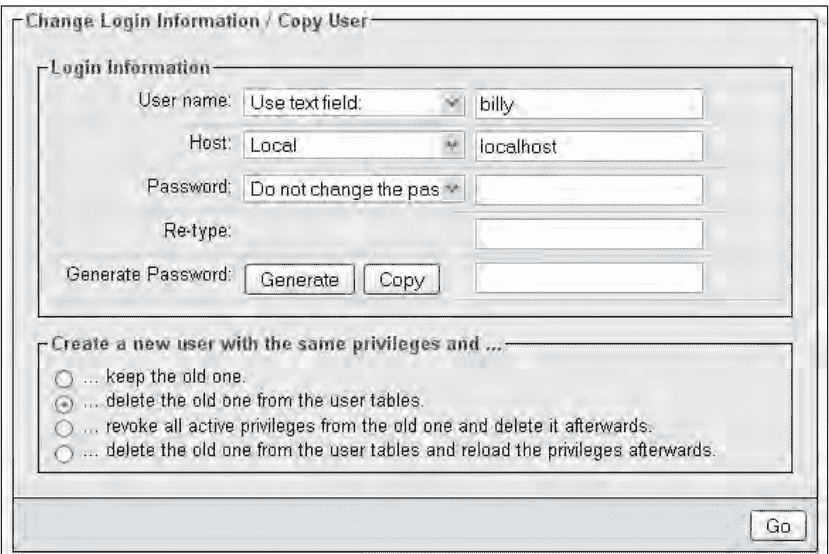 Change Login Information / Copy User
Login Information
User name: Use text field: billy
Host: Local localhost
Password: Do not change the pas
Re-type:
Generate Password: Generate Copy
Create a new user with the same privileges and ...
... keep the old one.
... delete the old one from the user tables.
... revoke all active privileges from the old one and delete it afterwards.
... delete the old one from the user tables and reload the privileges afterwards.
Go